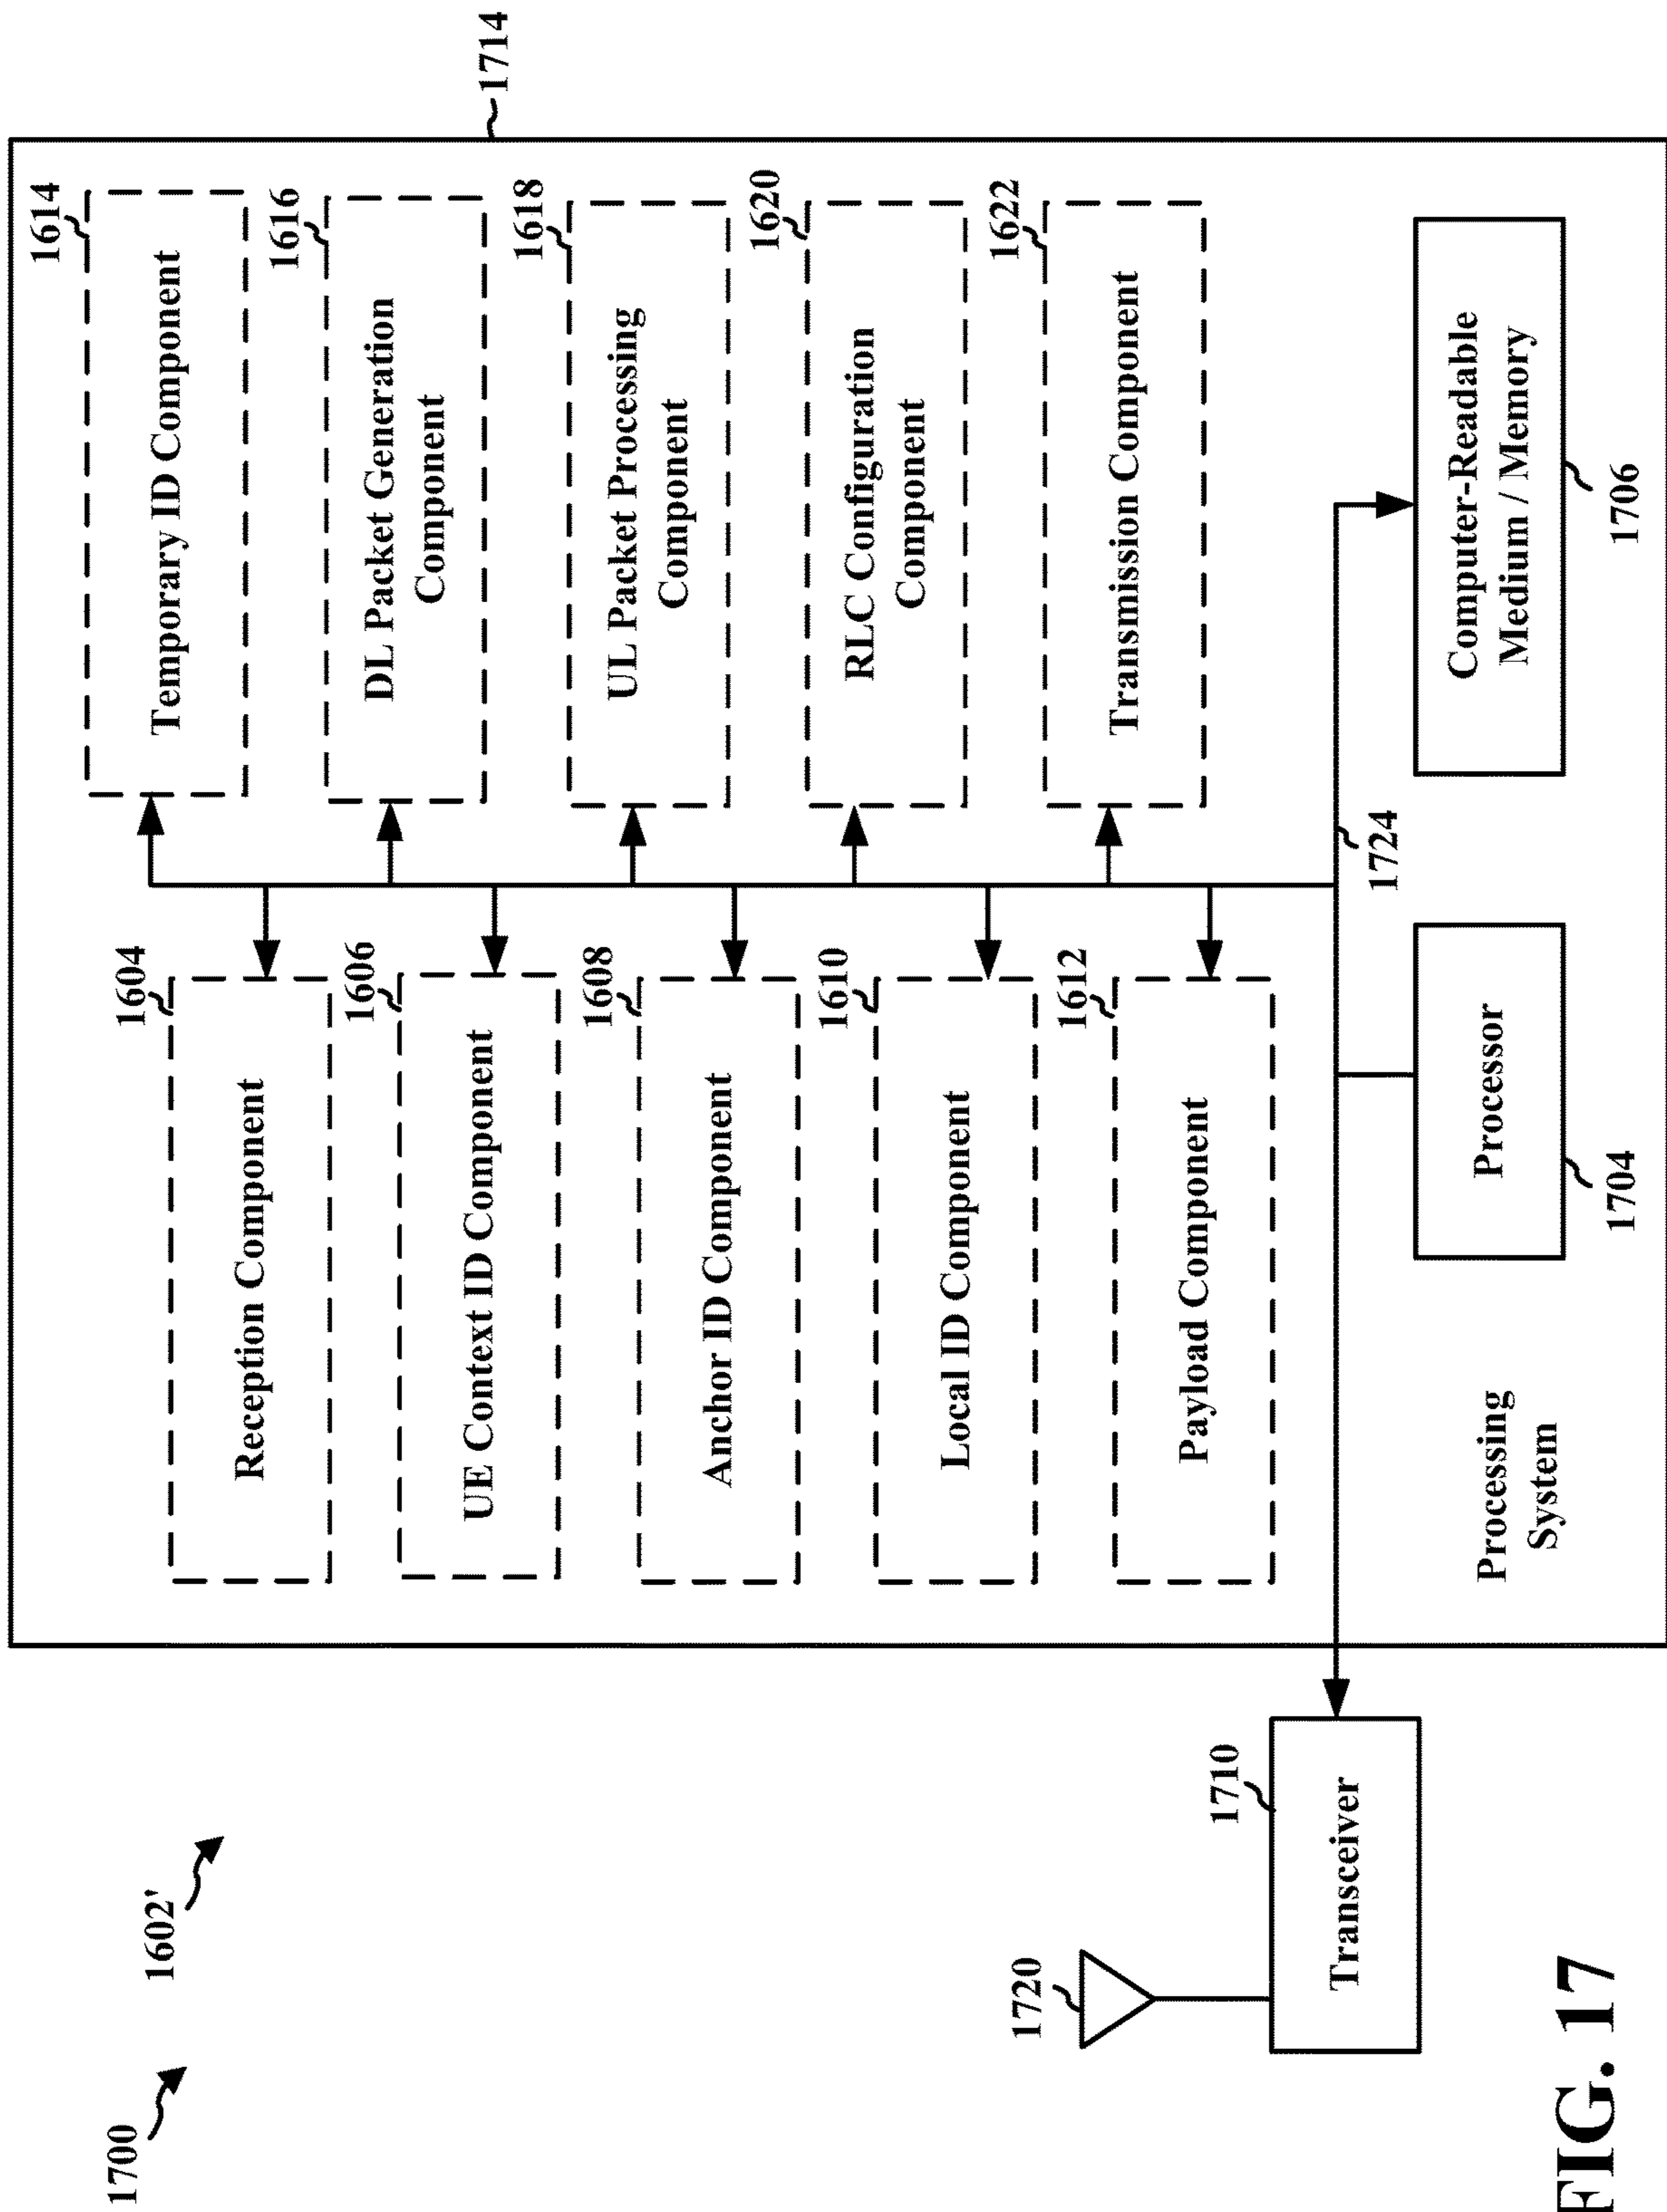 1700
1602'
1714
1604
Reception Component
1606
UE Context ID Component
1608
Anchor ID Component
1610
Local ID Component
1612
Payload Component
1614
Temporary ID Component
1616
DL Packet Generation
Component
1618
UL Packet Processing
Component
1620
RLC Configuration
Component
1622
Transmission Component
1724
1720
1710
Transceiver
Processing
System
Processor
1704
Computer-Readable
Medium / Memory
1706
FIG. 17